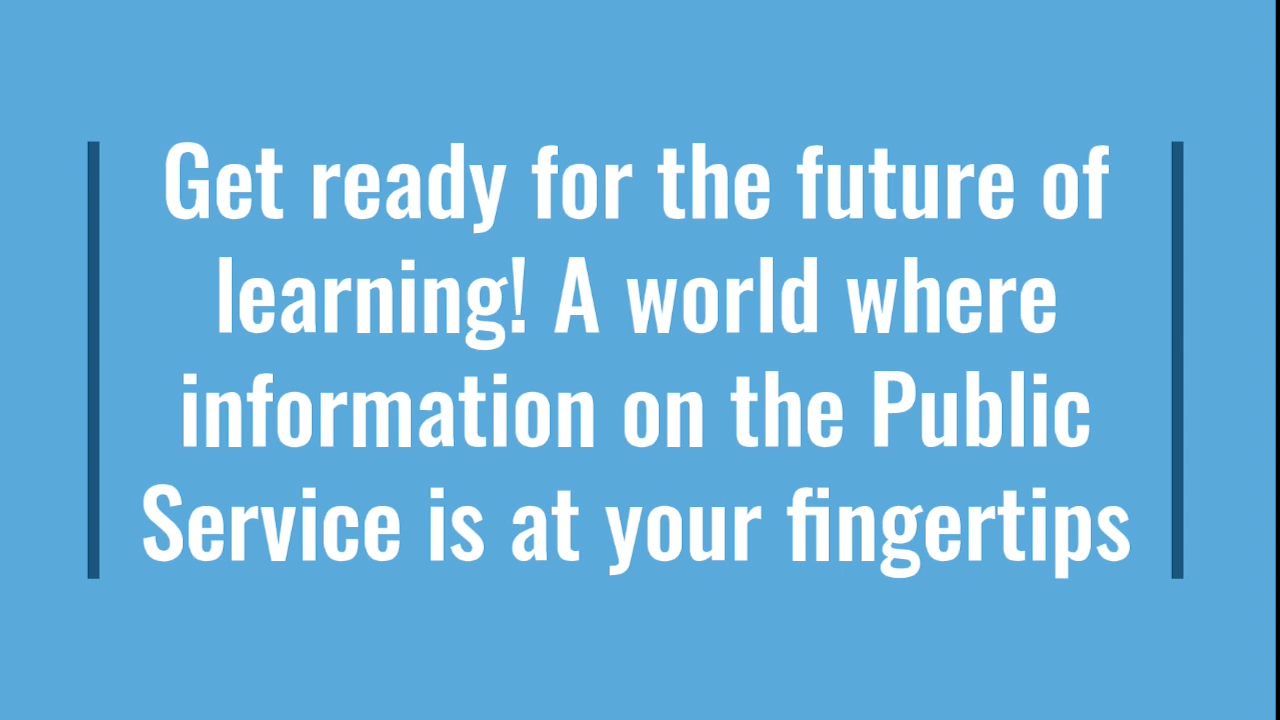 Get ready for the future of
learning! A world where
information on the Public
Service is at your fingertips